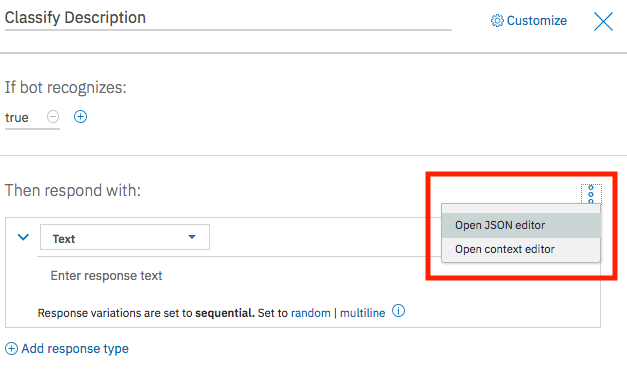 Classify Description
Customize
If bot recognizes:
true
Then respond with:
Open JSON editor
Text
Open context editor
Enter response text
Response variations are set to sequential. Set to random | multiline
Add response type